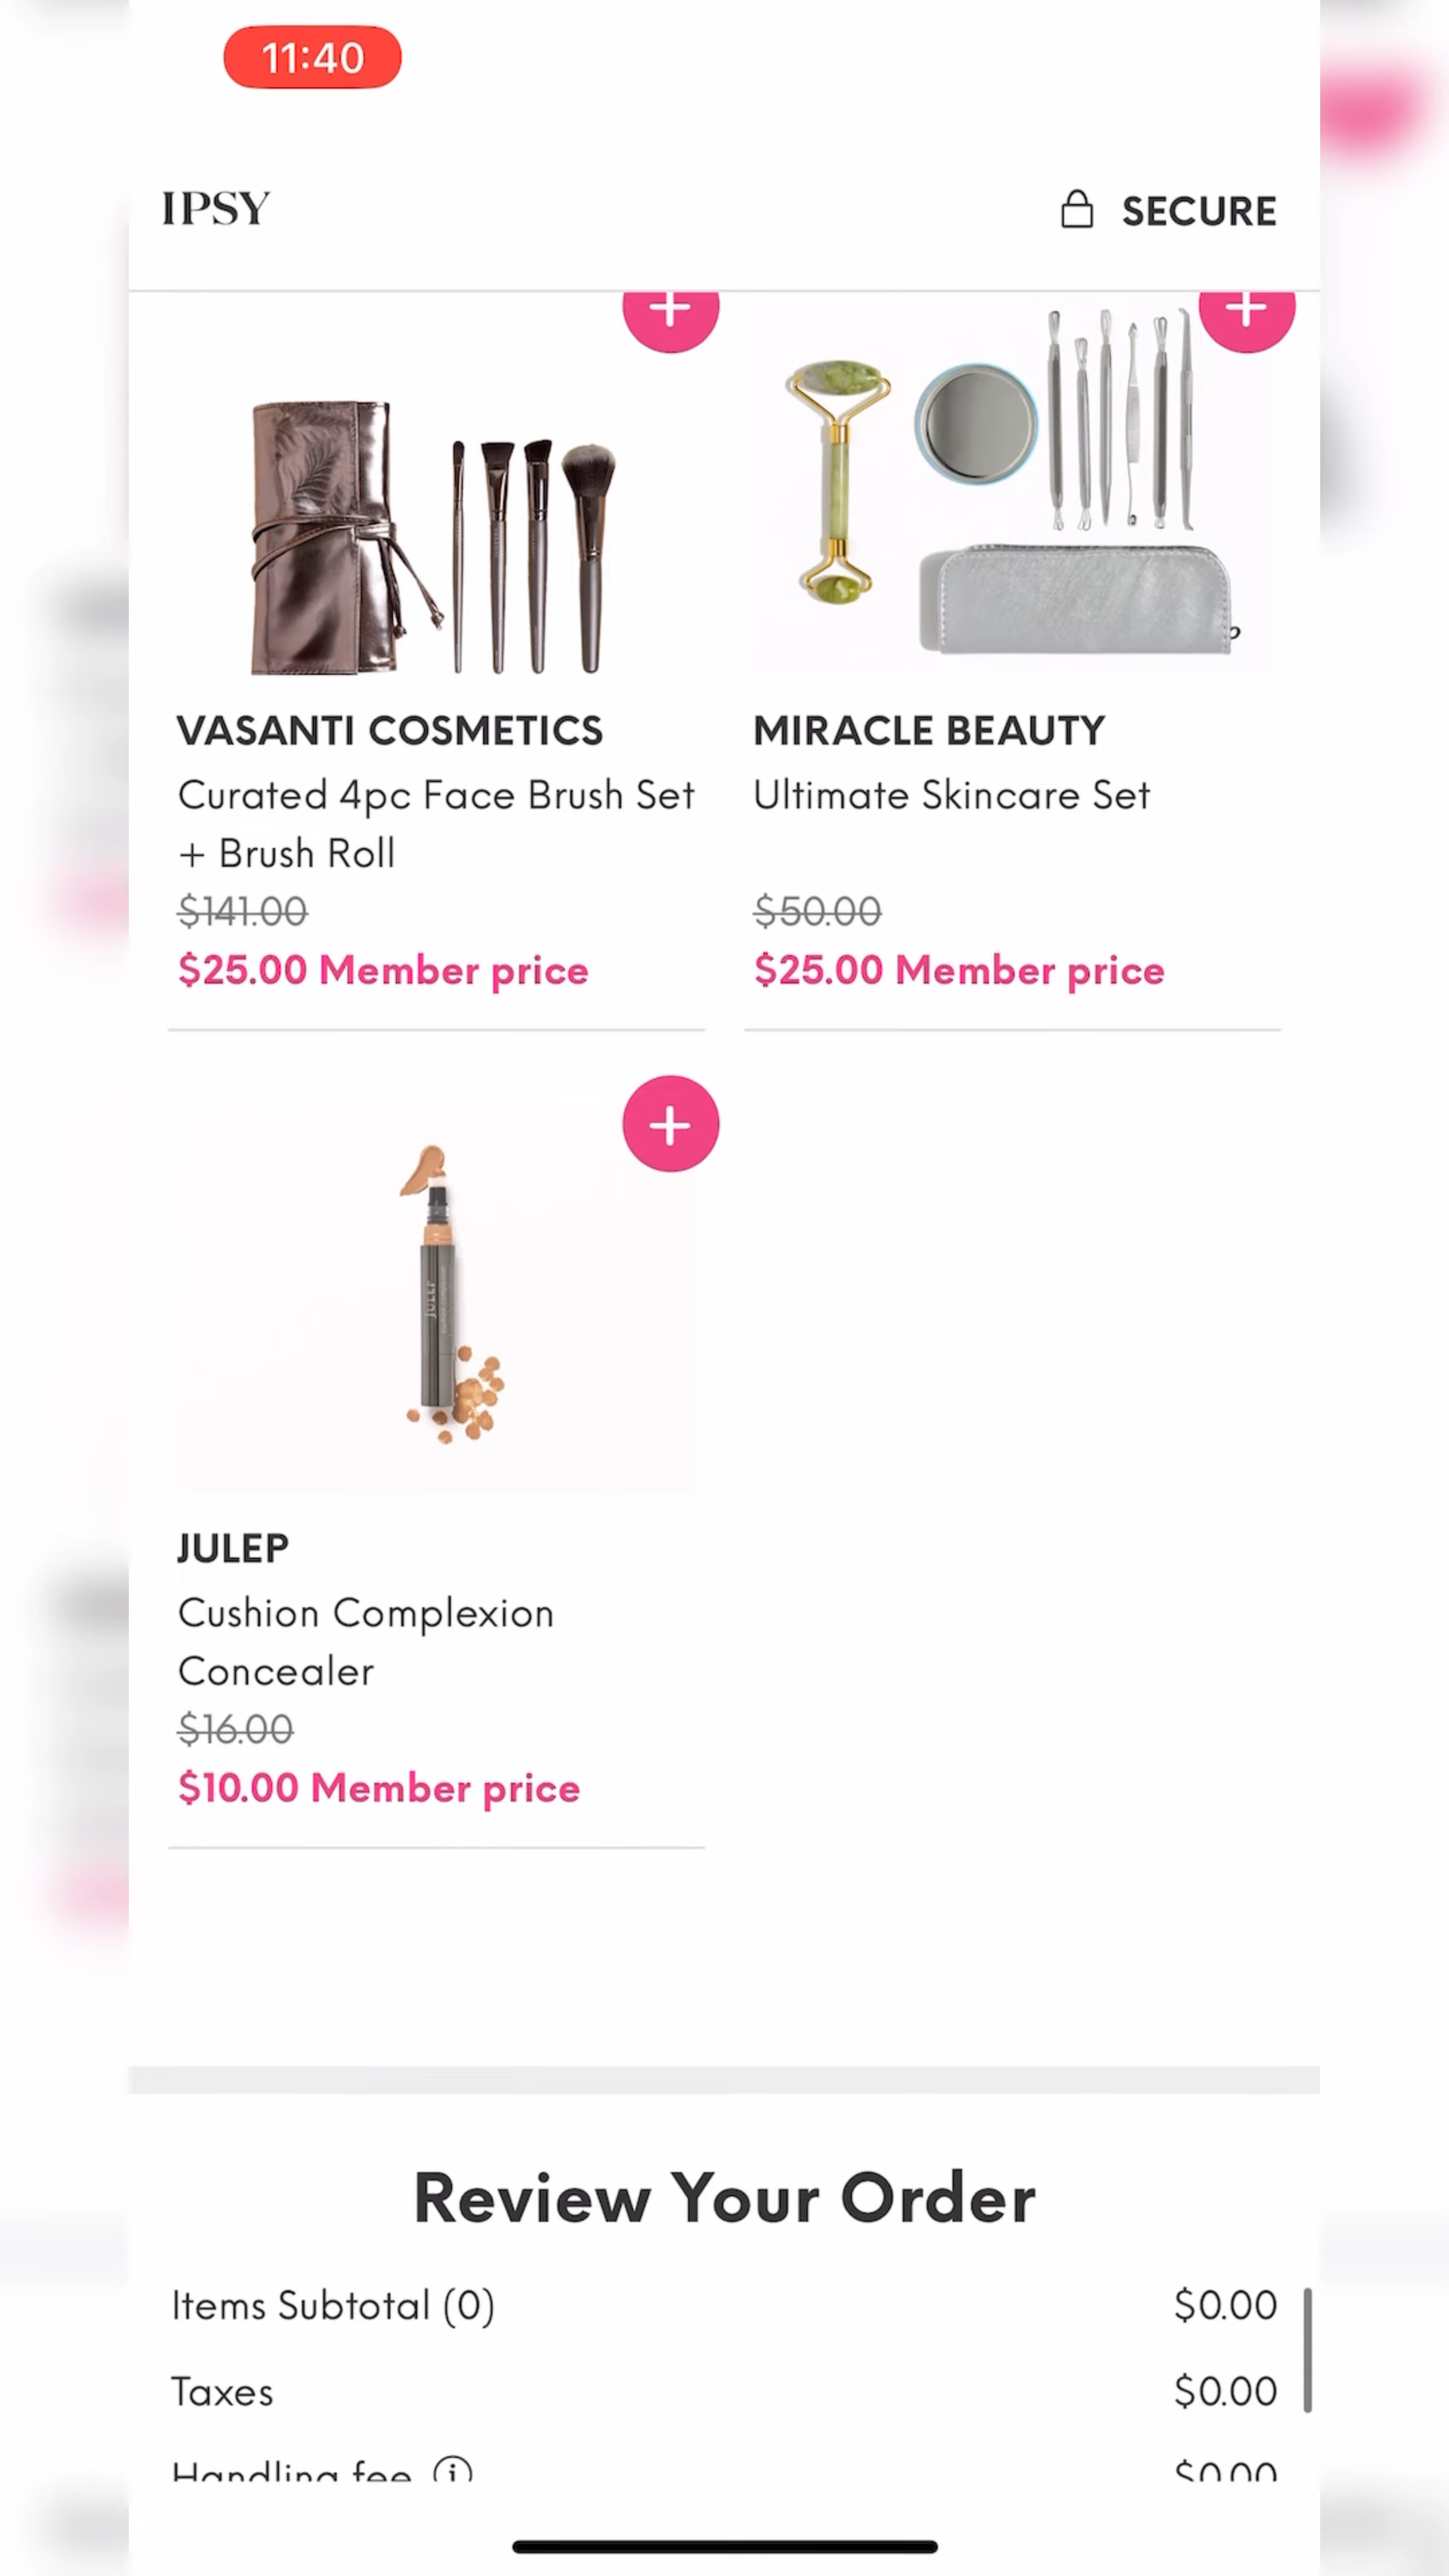 11:40
IPSY
SECURE
VASANTI COSMETICS
Curated 4pc Face Brush Set
+ Brush Roll
$141.00
$25.00 Member price
MIRACLE BEAUTY
Ultimate Skincare Set
$50.00
$25.00 Member price
JULEP
JULEP
Cushion Complexion
Concealer
$16.00
$10.00 Member price
Review Your Order
Items Subtotal (0) $0.00
Taxes $0.00
Handling fee $0.00